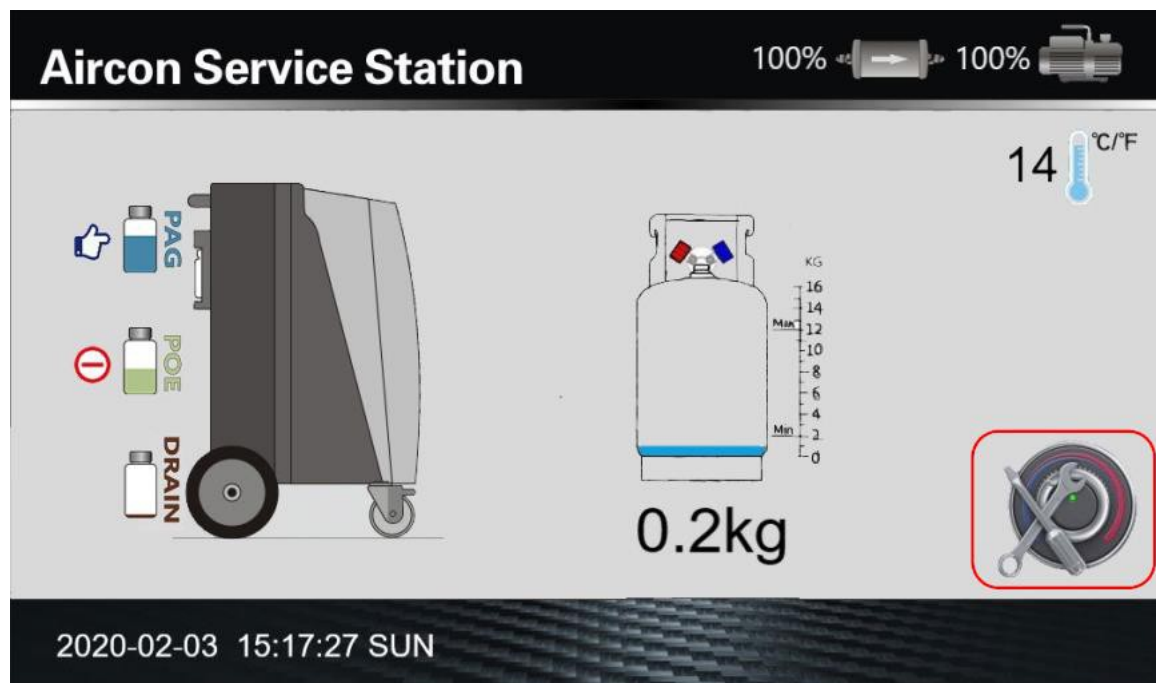 Aircon Service Station
100%
100%
14 °C/°F
PAG
POE
DRAIN
KG
16
14
Max
12
10
8
6
4
Min
2
0
0.2kg
2020-02-03 15:17:27 SUN